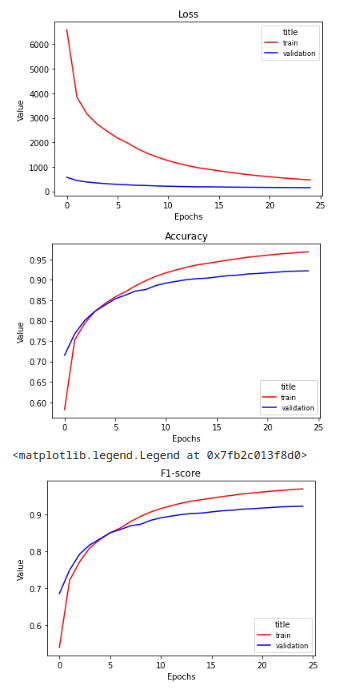 Loss
6000
5000
4000
3000
2000
1000
0
Value
title
train
validation
0 5 10 15 20 25
Epochs
Accuracy
0.95
0.90
0.85
0.80
0.75
0.70
0.65
0.60
Value
title
train
validation
0 5 10 15 20 25
Epochs
<matplotlib.legend.Legend at 0x7fb2c013f8d0>
F1-score
0.9
0.8
0.7
0.6
Value
title
train
validation
0 5 10 15 20 25
Epochs